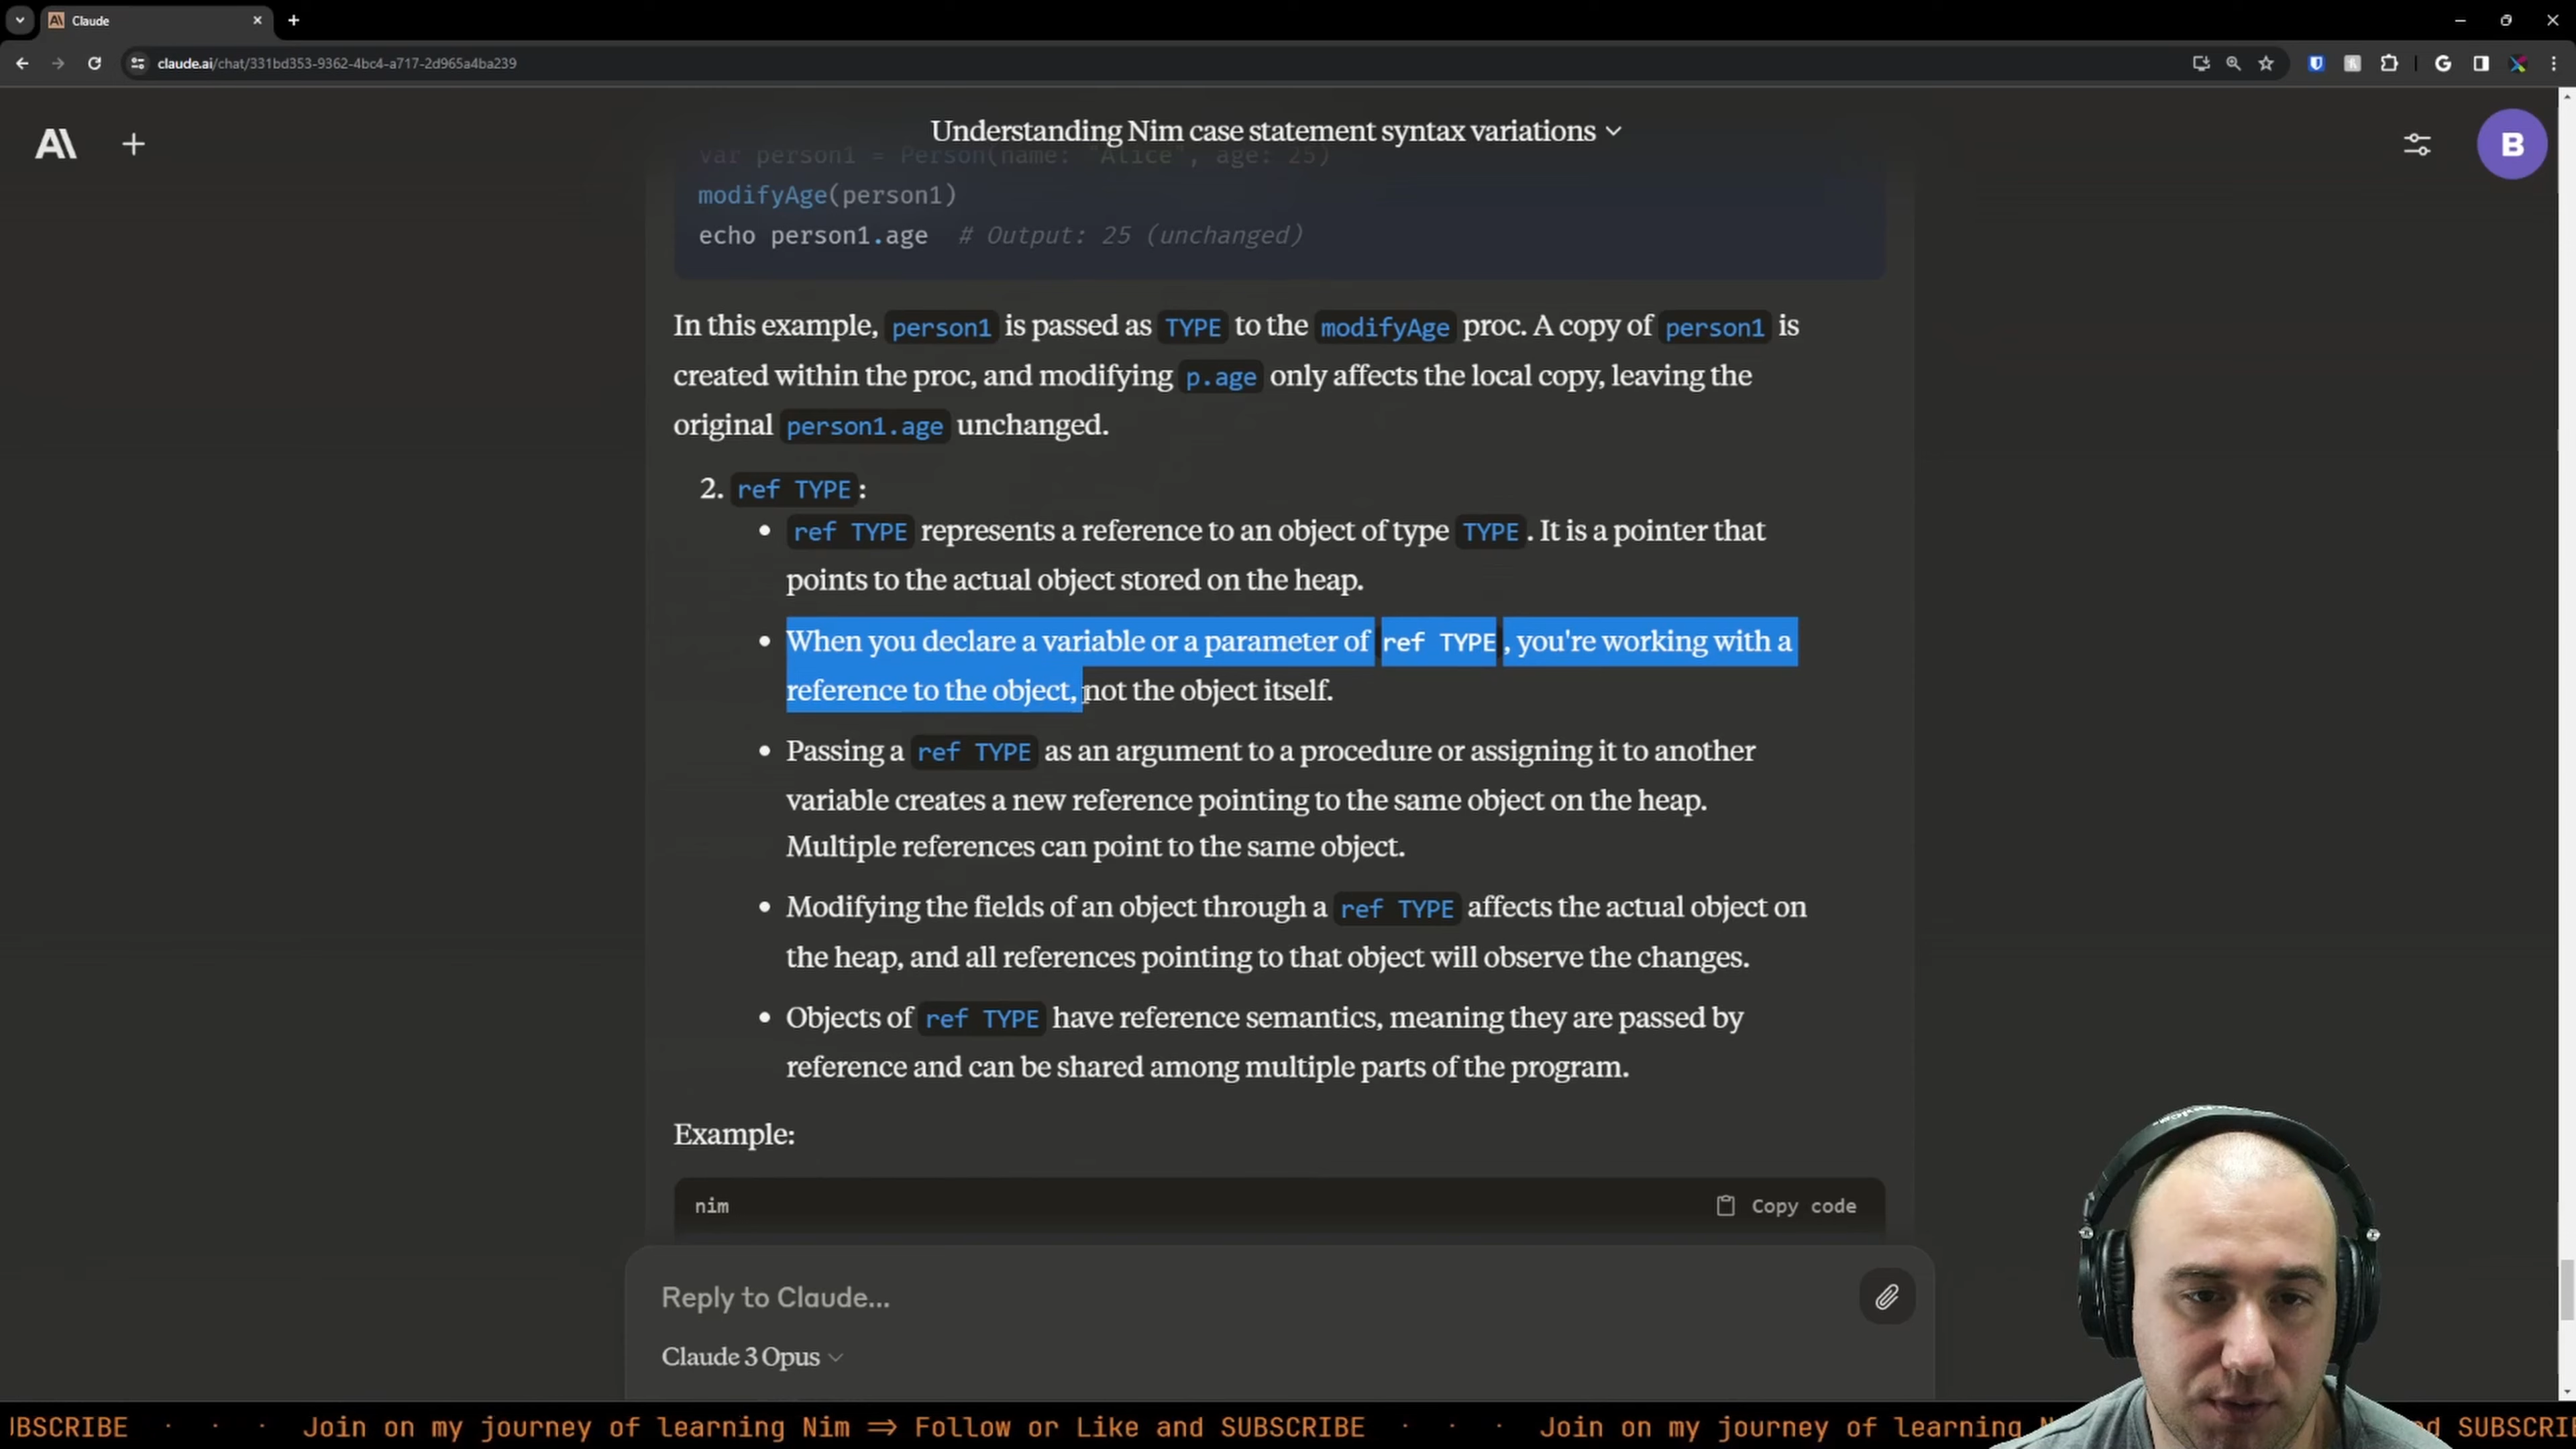 Claude
claude.ai/chat/331bd353-9362-4bc4-a717-2d965a4ba239
Understanding Nim case statement syntax variations
B
var person1 = Person(name: "Alice", age: 25)
modifyAge(person1)
echo person1.age # Output: 25 (unchanged)
In this example, person1 is passed as TYPE to the modifyAge proc. A copy of person1 is
created within the proc, and modifying p.age only affects the local copy, leaving the
original person1.age unchanged.
2. ref TYPE:
• ref TYPE represents a reference to an object of type TYPE. It is a pointer that
points to the actual object stored on the heap.
• When you declare a variable or a parameter of ref TYPE, you're working with a
reference to the object, not the object itself.
• Passing a ref TYPE as an argument to a procedure or assigning it to another
variable creates a new reference pointing to the same object on the heap.
Multiple references can point to the same object.
• Modifying the fields of an object through a ref TYPE affects the actual object on
the heap, and all references pointing to that object will observe the changes.
• Objects of ref TYPE have reference semantics, meaning they are passed by
reference and can be shared among multiple parts of the program.
Example:
nim Copy code
Reply to Claude...
Claude 3 Opus
UBSCRIBE · · · Join on my journey of learning Nim => Follow or Like and SUBSCRIBE · · · Join on my journey of learning